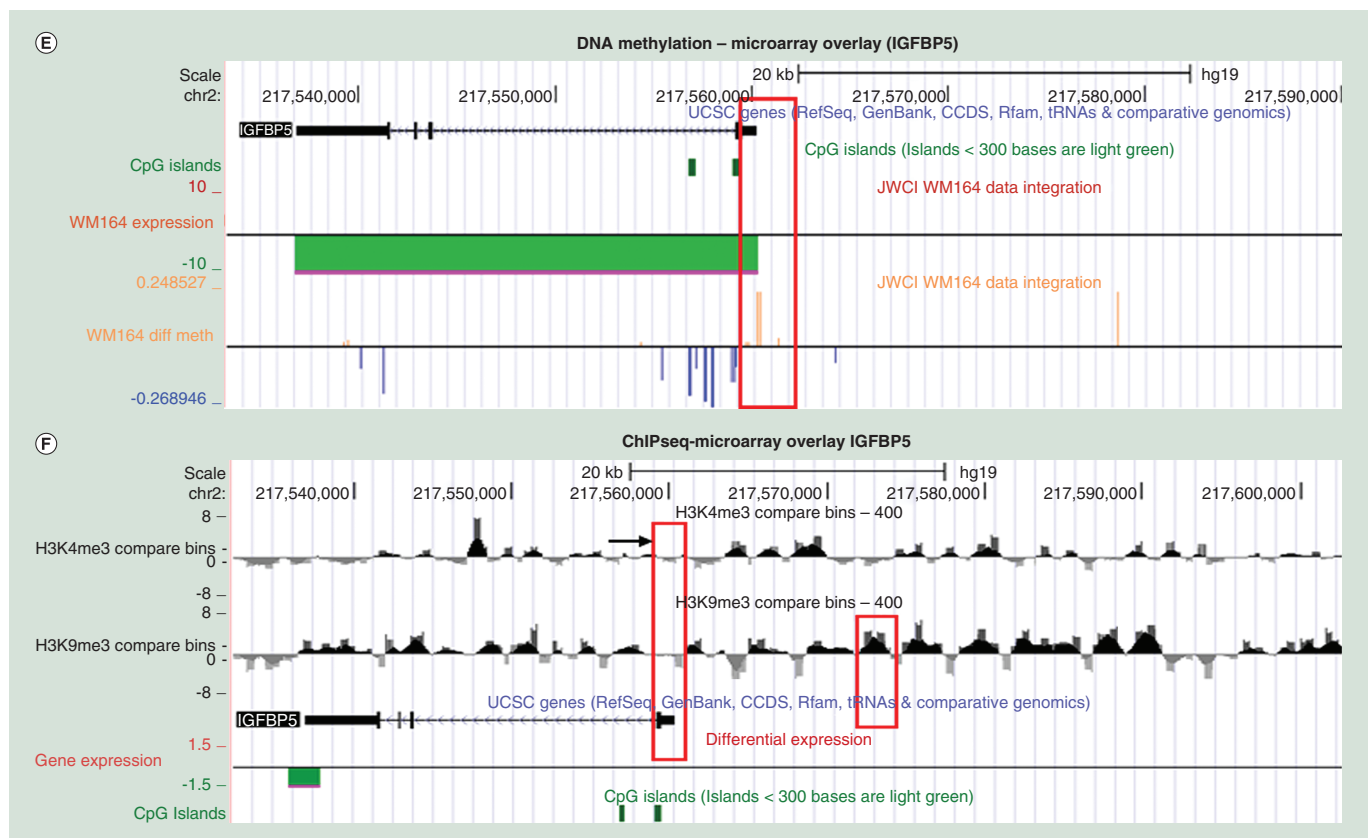 E
DNA methylation – microarray overlay (IGFBP5)
Scale 20 kb hg19
chr2: 217,540,000 217,550,000 217,560,000 217,570,000 217,580,000 217,590,000
UCSC genes (RefSeq, GenBank, CCDS, Rfam, tRNAs & comparative genomics)
IGFBP5
CpG islands (Islands < 300 bases are light green)
CpG islands
10 _ JWCI WM164 data integration
WM164 expression
-10 _
0.248527 _ JWCI WM164 data integration
WM164 diff meth
-0.268946 _
F
ChIPseq-microarray overlay IGFBP5
Scale 20 kb hg19
chr2: 217,540,000 217,550,000 217,560,000 217,570,000 217,580,000 217,590,000 217,600,000
8 – H3K4me3 compare bins – 400
H3K4me3 compare bins -
0 -
-8 –
H3K9me3 compare bins – 400
8 –
H3K9me3 compare bins -
0 -
-8 –
UCSC genes (RefSeq, GenBank, CCDS, Rfam, tRNAs & comparative genomics)
IGFBP5
1.5 – Differential expression
Gene expression
-1.5 –
CpG islands (Islands < 300 bases are light green)
CpG Islands